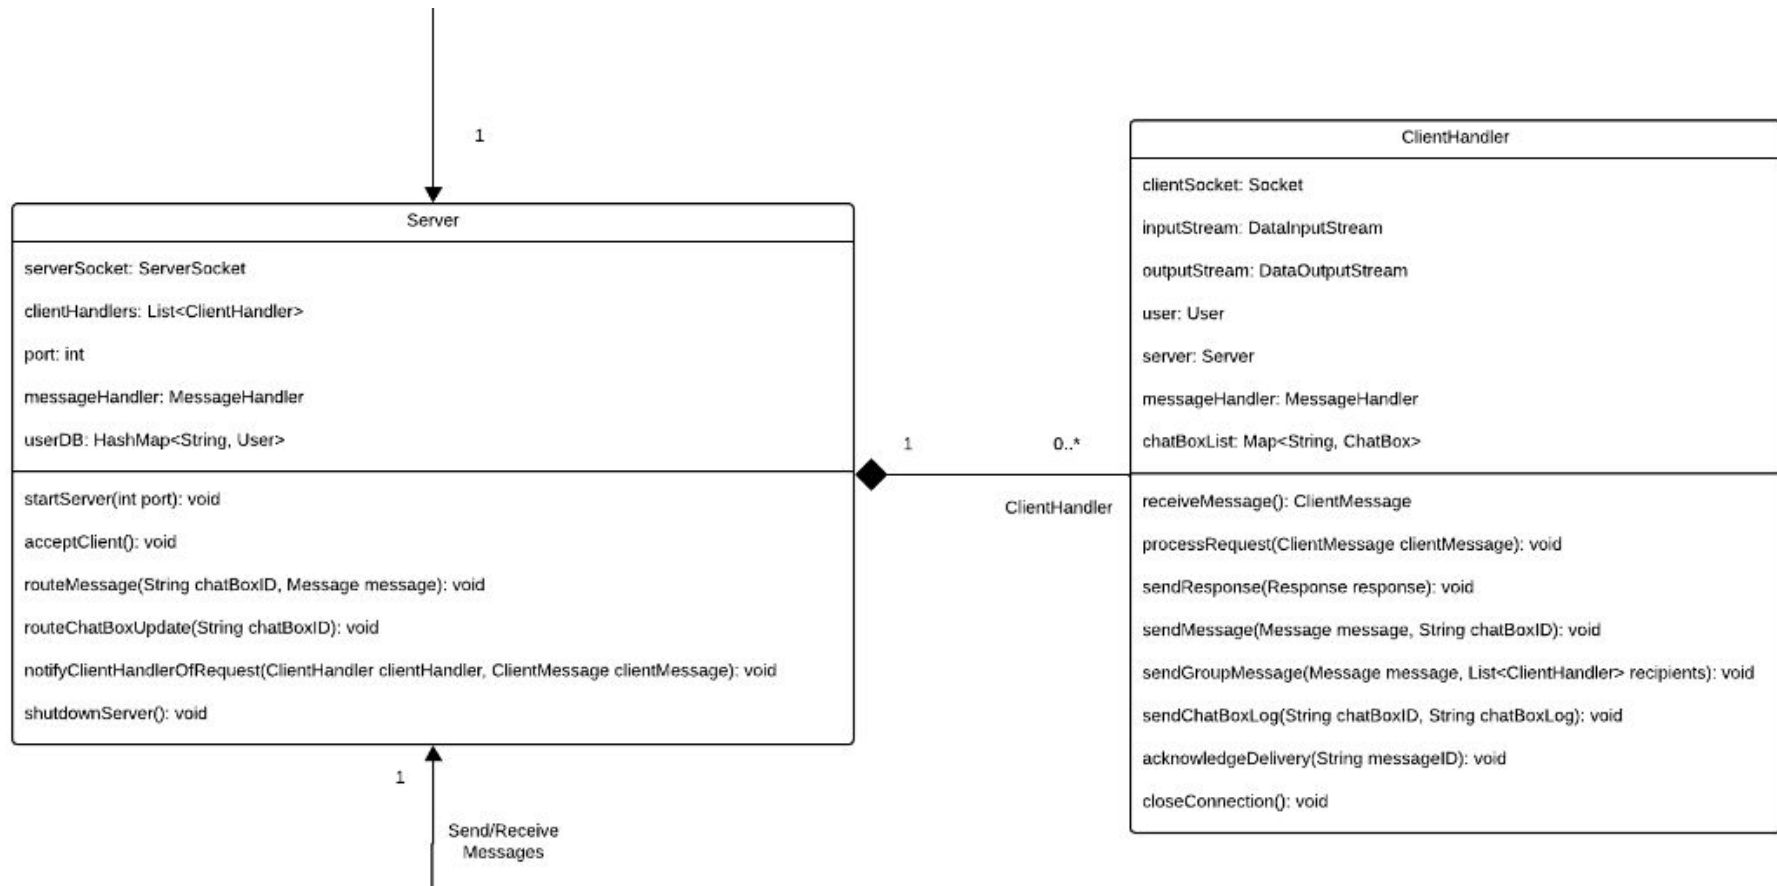 1
Server
serverSocket: ServerSocket
clientHandlers: List<ClientHandler>
port: int
messageHandler: MessageHandler
userDB: HashMap<String, User>
startServer(int port): void
acceptClient(): void
routeMessage(String chatBoxID, Message message): void
routeChatBoxUpdate(String chatBoxID): void
notifyClientHandlerOfRequest(ClientHandler clientHandler, ClientMessage clientMessage): void
shutdownServer(): void
1
Send/Receive
Messages
1
0..*
ClientHandler
ClientHandler
clientSocket: Socket
inputStream: DataInputStream
outputStream: DataOutputStream
user: User
server: Server
messageHandler: MessageHandler
chatBoxList: Map<String, ChatBox>
receiveMessage(): ClientMessage
processRequest(ClientMessage clientMessage): void
sendResponse(Response response): void
sendMessage(Message message, String chatBoxID): void
sendGroupMessage(Message message, List<ClientHandler> recipients): void
sendChatBoxLog(String chatBoxID, String chatBoxLog): void
acknowledgeDelivery(String messageID): void
closeConnection(): void